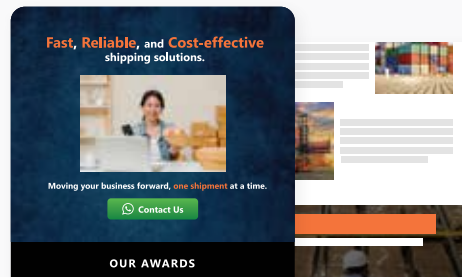 Fast, Reliable, and Cost-effective
shipping solutions.
Moving your business forward, one shipment at a time.
Contact Us
OUR AWARDS